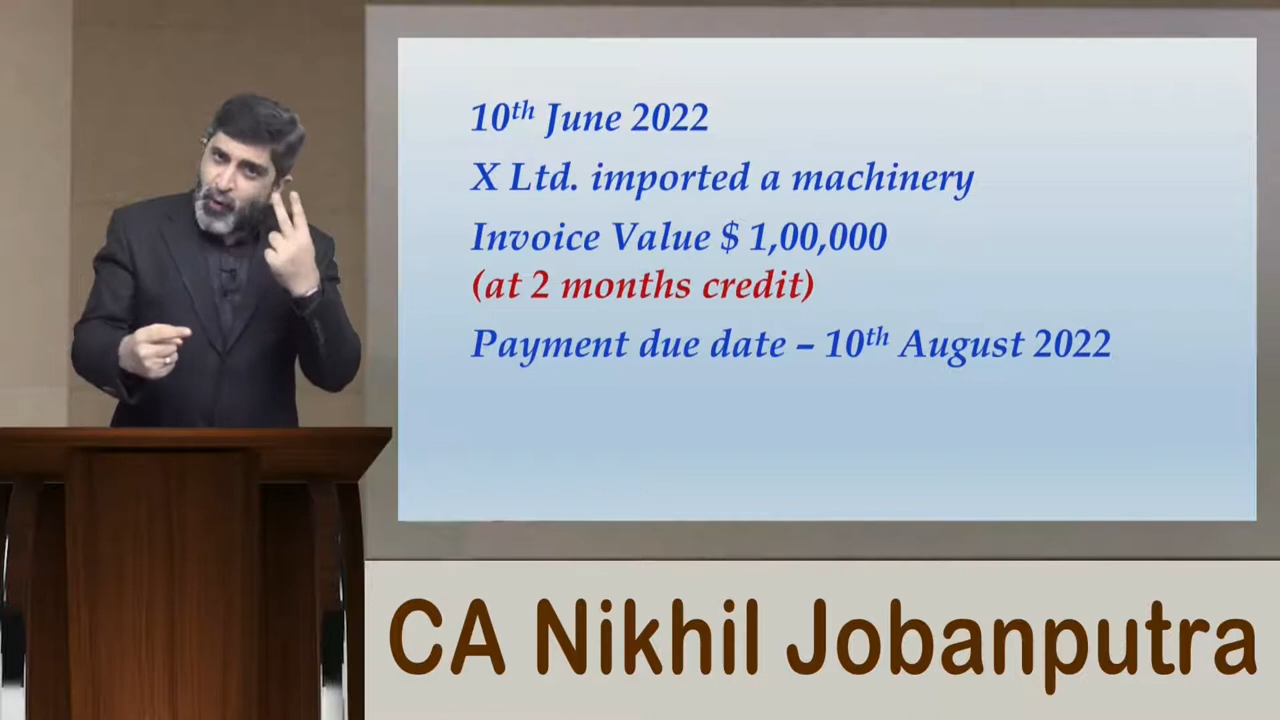 10th June 2022
X Ltd. imported a machinery
Invoice Value $ 1,00,000
(at 2 months credit)
Payment due date – 10th August 2022
CA Nikhil Jobanputra